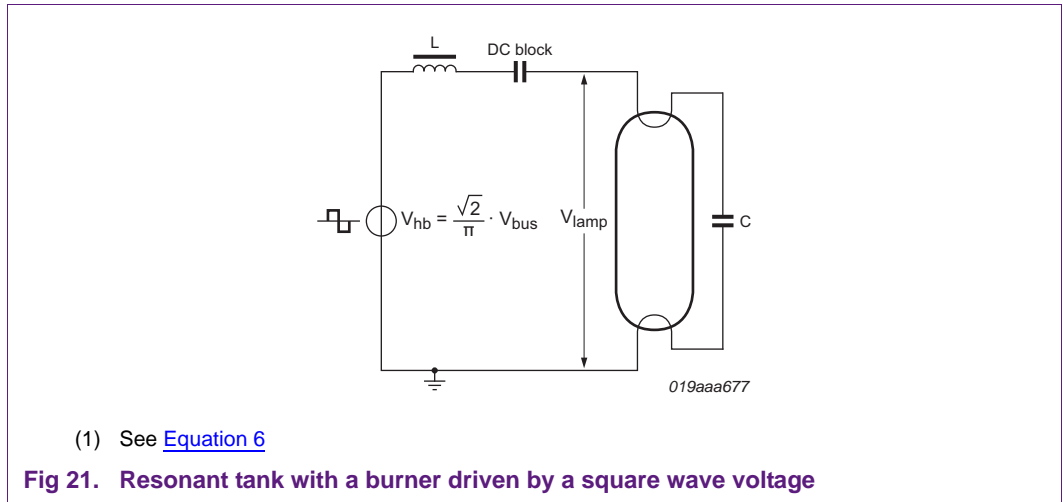 L
DC block
V_hb = √2/π · V_bus
V_lamp
C
019aaa677
(1) See Equation 6
Fig 21. Resonant tank with a burner driven by a square wave voltage